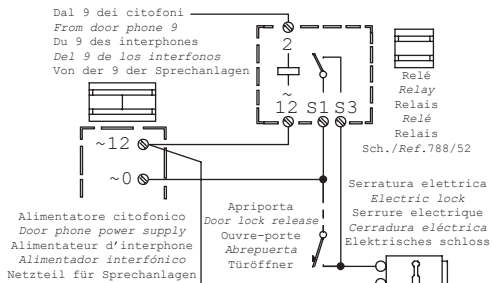 Dal 9 dei citofoni
From door phone 9
Du 9 des interphones
Del 9 de los interfonos
Von der 9 der Sprechanlagen
2
~
12 S1 S3
Relé
Relay
Relais
Relé
Relais
Sch./Ref.788/52
~12
~0
Alimentatore citofonico
Door phone power supply
Alimentateur d'interphone
Alimentador interfónico
Netzteil für Sprechanlagen
Apriporta
Door lock release
Ouvre-porte
Abrepuerta
Türöffner
Serratura elettrica
Electric lock
Serrure electrique
Cerradura eléctrica
Elektrisches schloss